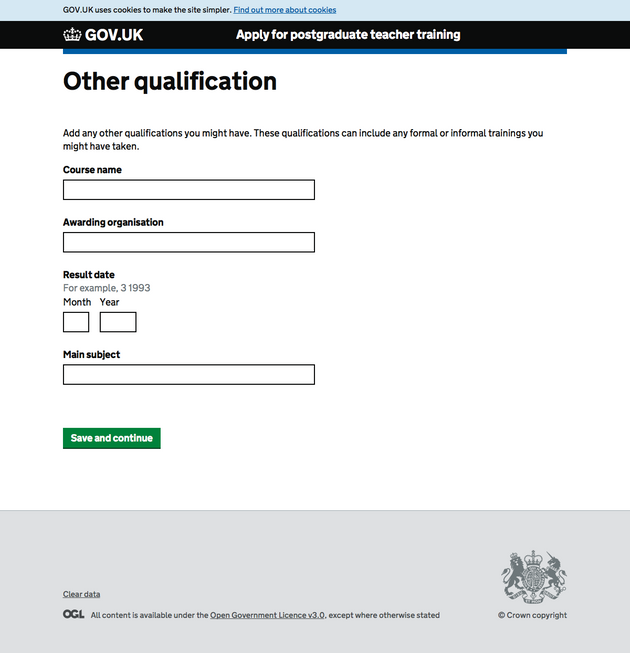 GOV.UK uses cookies to make the site simpler. Find out more about cookies
GOV.UK Apply for postgraduate teacher training
Other qualification
Add any other qualifications you might have. These qualifications can include any formal or informal trainings you
might have taken.
Course name
Awarding organisation
Result date
For example, 3 1993
Month Year
Main subject
Save and continue
Clear data
OGL All content is available under the Open Government Licence v3.0, except where otherwise stated
© Crown copyright